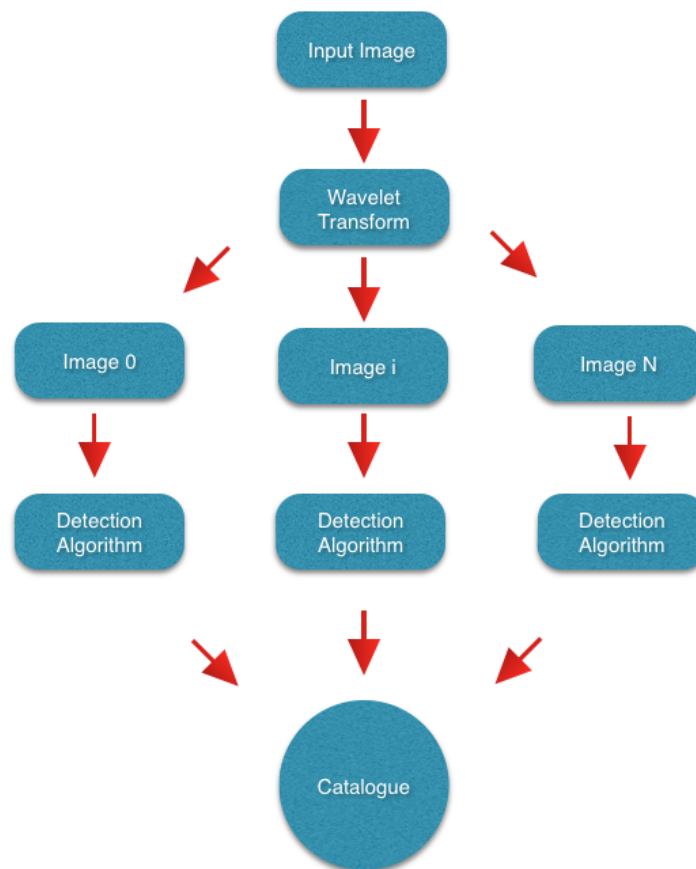 Input Image
Wavelet
Transform
Image 0
Image i
Image N
Detection
Algorithm
Detection
Algorithm
Detection
Algorithm
Catalogue